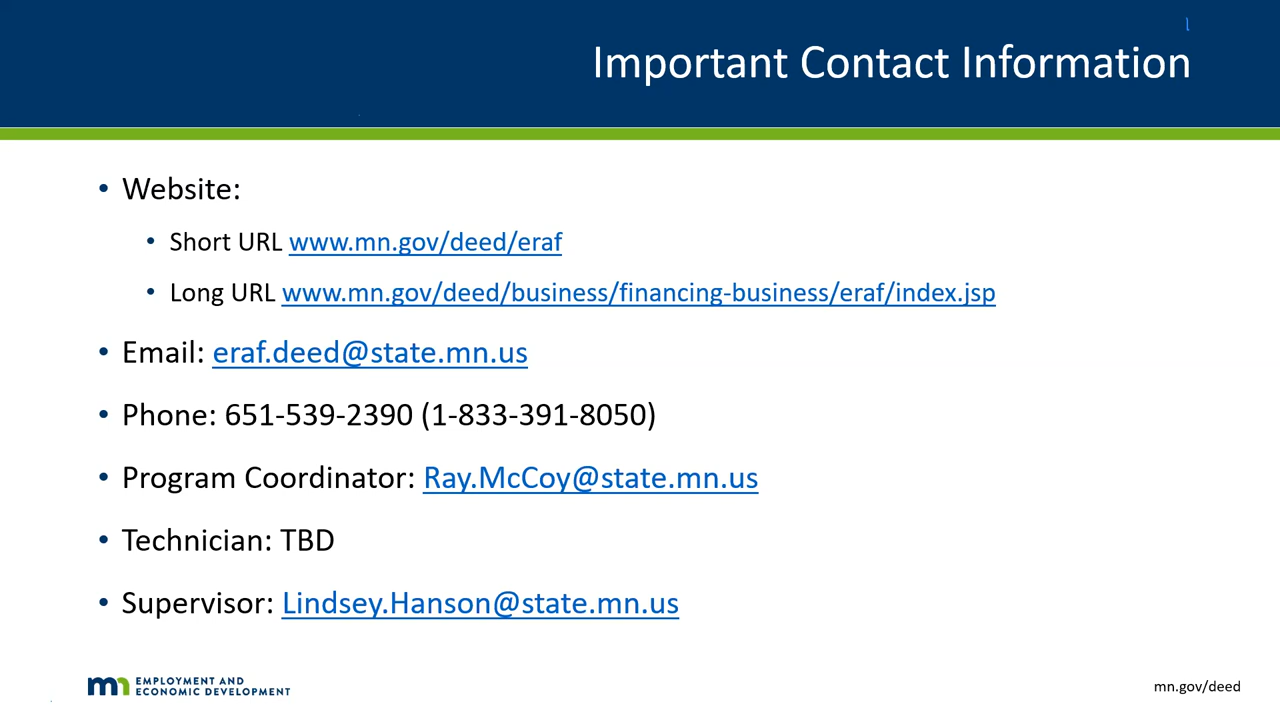 Important Contact Information
• Website:
• Short URL www.mn.gov/deed/eraf
• Long URL www.mn.gov/deed/business/financing-business/eraf/index.jsp
• Email: eraf.deed@state.mn.us
• Phone: 651-539-2390 (1-833-391-8050)
• Program Coordinator: Ray.McCoy@state.mn.us
• Technician: TBD
• Supervisor: Lindsey.Hanson@state.mn.us
mn EMPLOYMENT AND
ECONOMIC DEVELOPMENT
mn.gov/deed